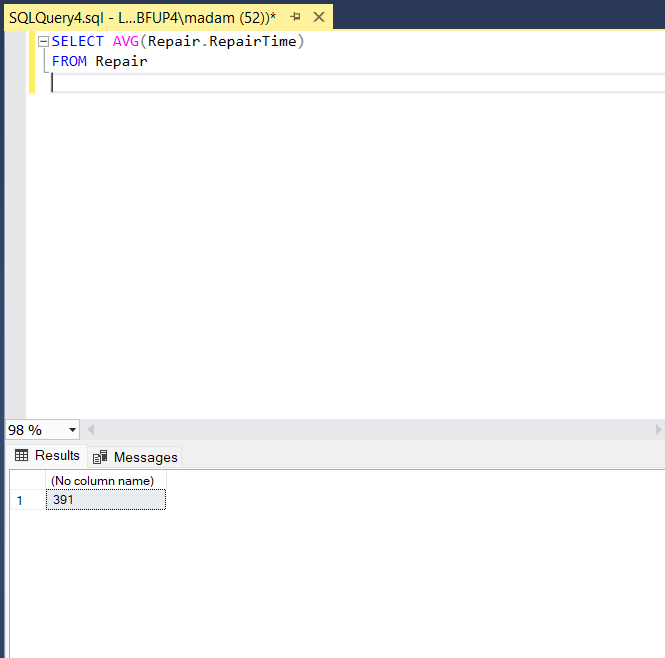 SQLQuery4.sql - L...BFUP4\madam (52))*
SELECT AVG(Repair.RepairTime)
FROM Repair
98 %
Results Messages
(No column name)
1 391